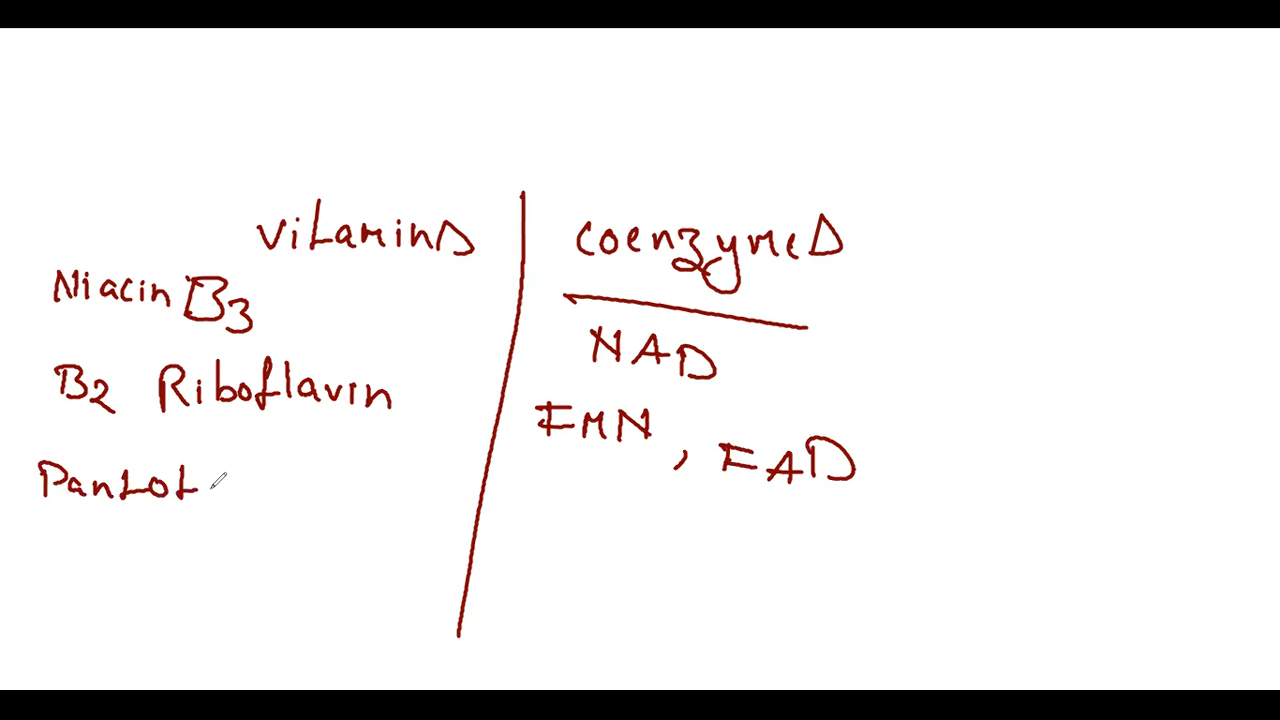 vitamins
coenzymes
Niacin B3
NAD
B2 Riboflavin
FMN, FAD
Pantot